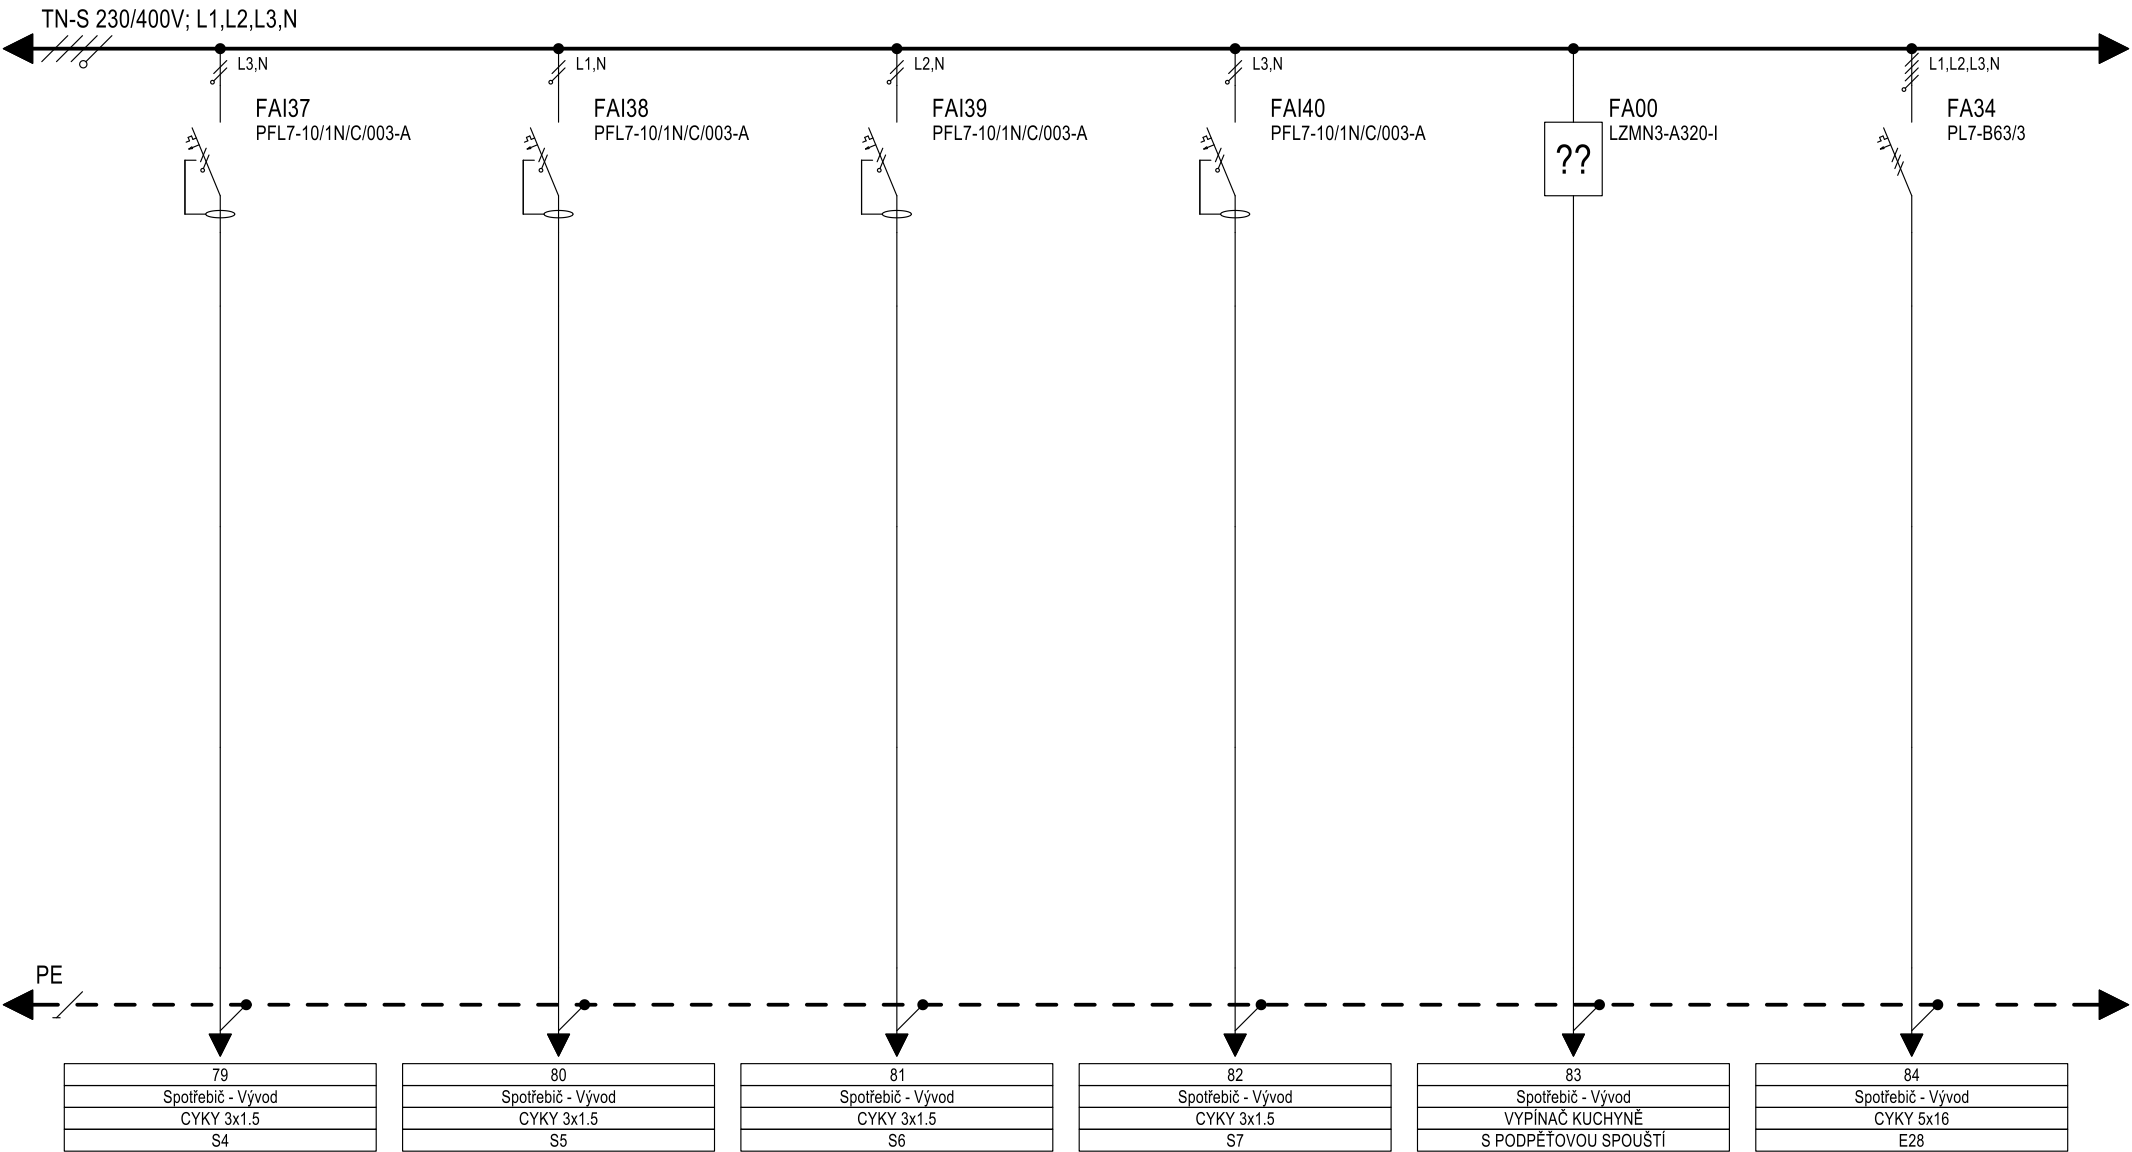 TN-S 230/400V; L1,L2,L3,N
L3,N
FAI37
PFL7-10/1N/C/003-A
L1,N
FAI38
PFL7-10/1N/C/003-A
L2,N
FAI39
PFL7-10/1N/C/003-A
L3,N
FAI40
PFL7-10/1N/C/003-A
FA00
LZMN3-A320-I
??
L1,L2,L3,N
FA34
PL7-B63/3
PE
79
Spotřebič - Vývod
CYKY 3x1.5
S4
80
Spotřebič - Vývod
CYKY 3x1.5
S5
81
Spotřebič - Vývod
CYKY 3x1.5
S6
82
Spotřebič - Vývod
CYKY 3x1.5
S7
83
Spotřebič - Vývod
VYPÍNAČ KUCHYNĚ
S PODPĚŤOVOU SPOUŠTÍ
84
Spotřebič - Vývod
CYKY 5x16
E28